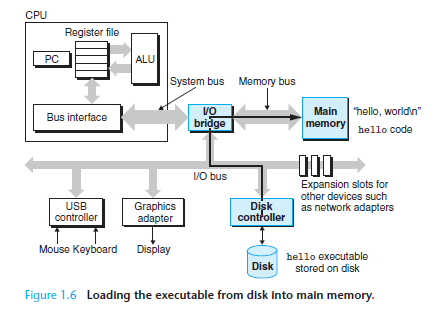 CPU
Register file
PC
ALU
System bus
Memory bus
Bus interface
I/O
bridge
Main
memory
"hello, world\n"
hello code
I/O bus
Expansion slots for
other devices such
as network adapters
USB
controller
Graphics
adapter
Disk
controller
Mouse Keyboard
Display
Disk
hello executable
stored on disk
Figure 1.6 Loading the executable from disk into main memory.